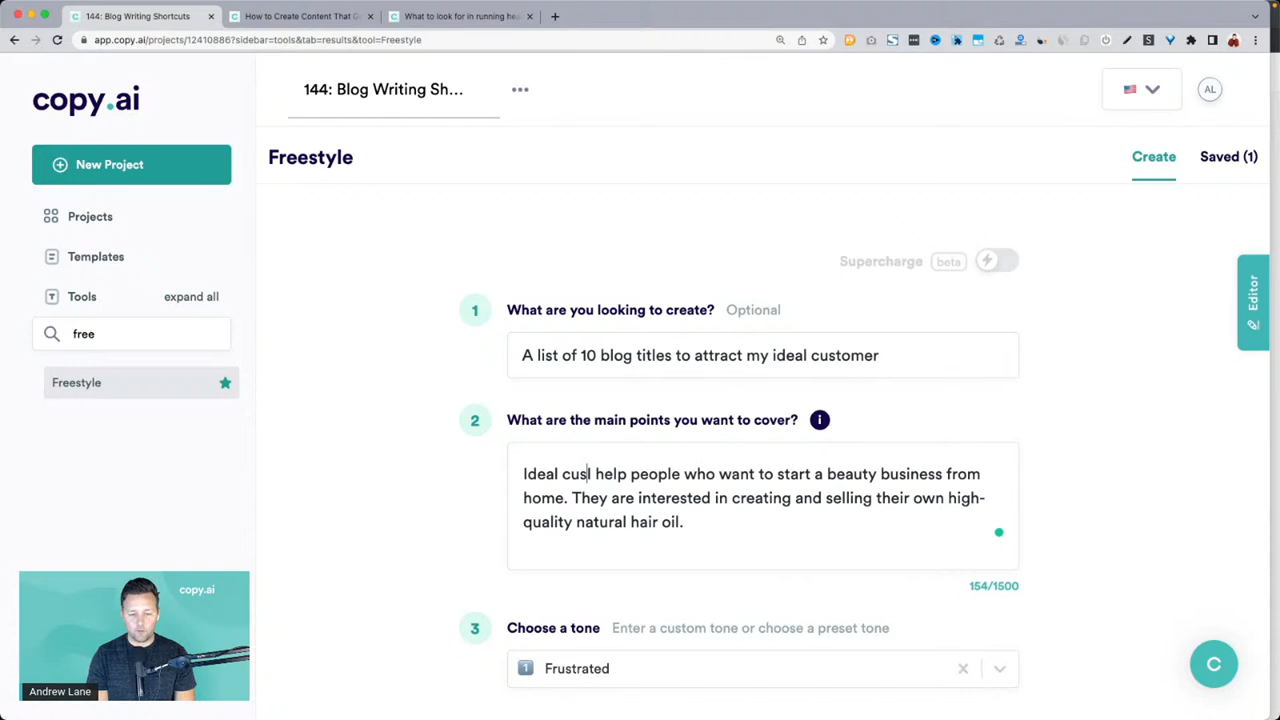 144: Blog Writing Shortcuts
How to Create Content That G
What to look for in running hea
app.copy.ai/projects/12410886?sidebar=tools&tab=results&tool=Freestyle
copy.ai
144: Blog Writing Sh...
AL
New Project
Freestyle
Create
Saved (1)
Projects
Templates
Tools
expall all
free
Freestyle
Supercharge
beta
Editor
1
What are you looking to create? Optional
A list of 10 blog titles to attract my ideal customer
2
What are the main points you want to cover?
i
Ideal cusI help people who want to start a beauty business from
home. They are interested in creating and selling their own high-
quality natural hair oil.
154/1500
3
Choose a tone Enter a custom tone or choose a preset tone
1
Frustrated
C
copy.ai
Andrew Lane